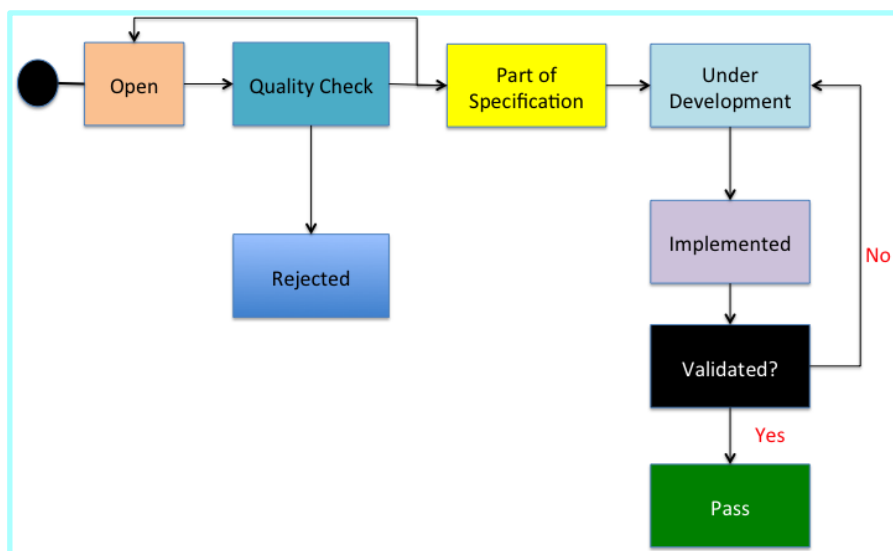 Open
Quality Check
Part of
Specification
Under
Development
Rejected
Implemented
No
Validated?
Yes
Pass